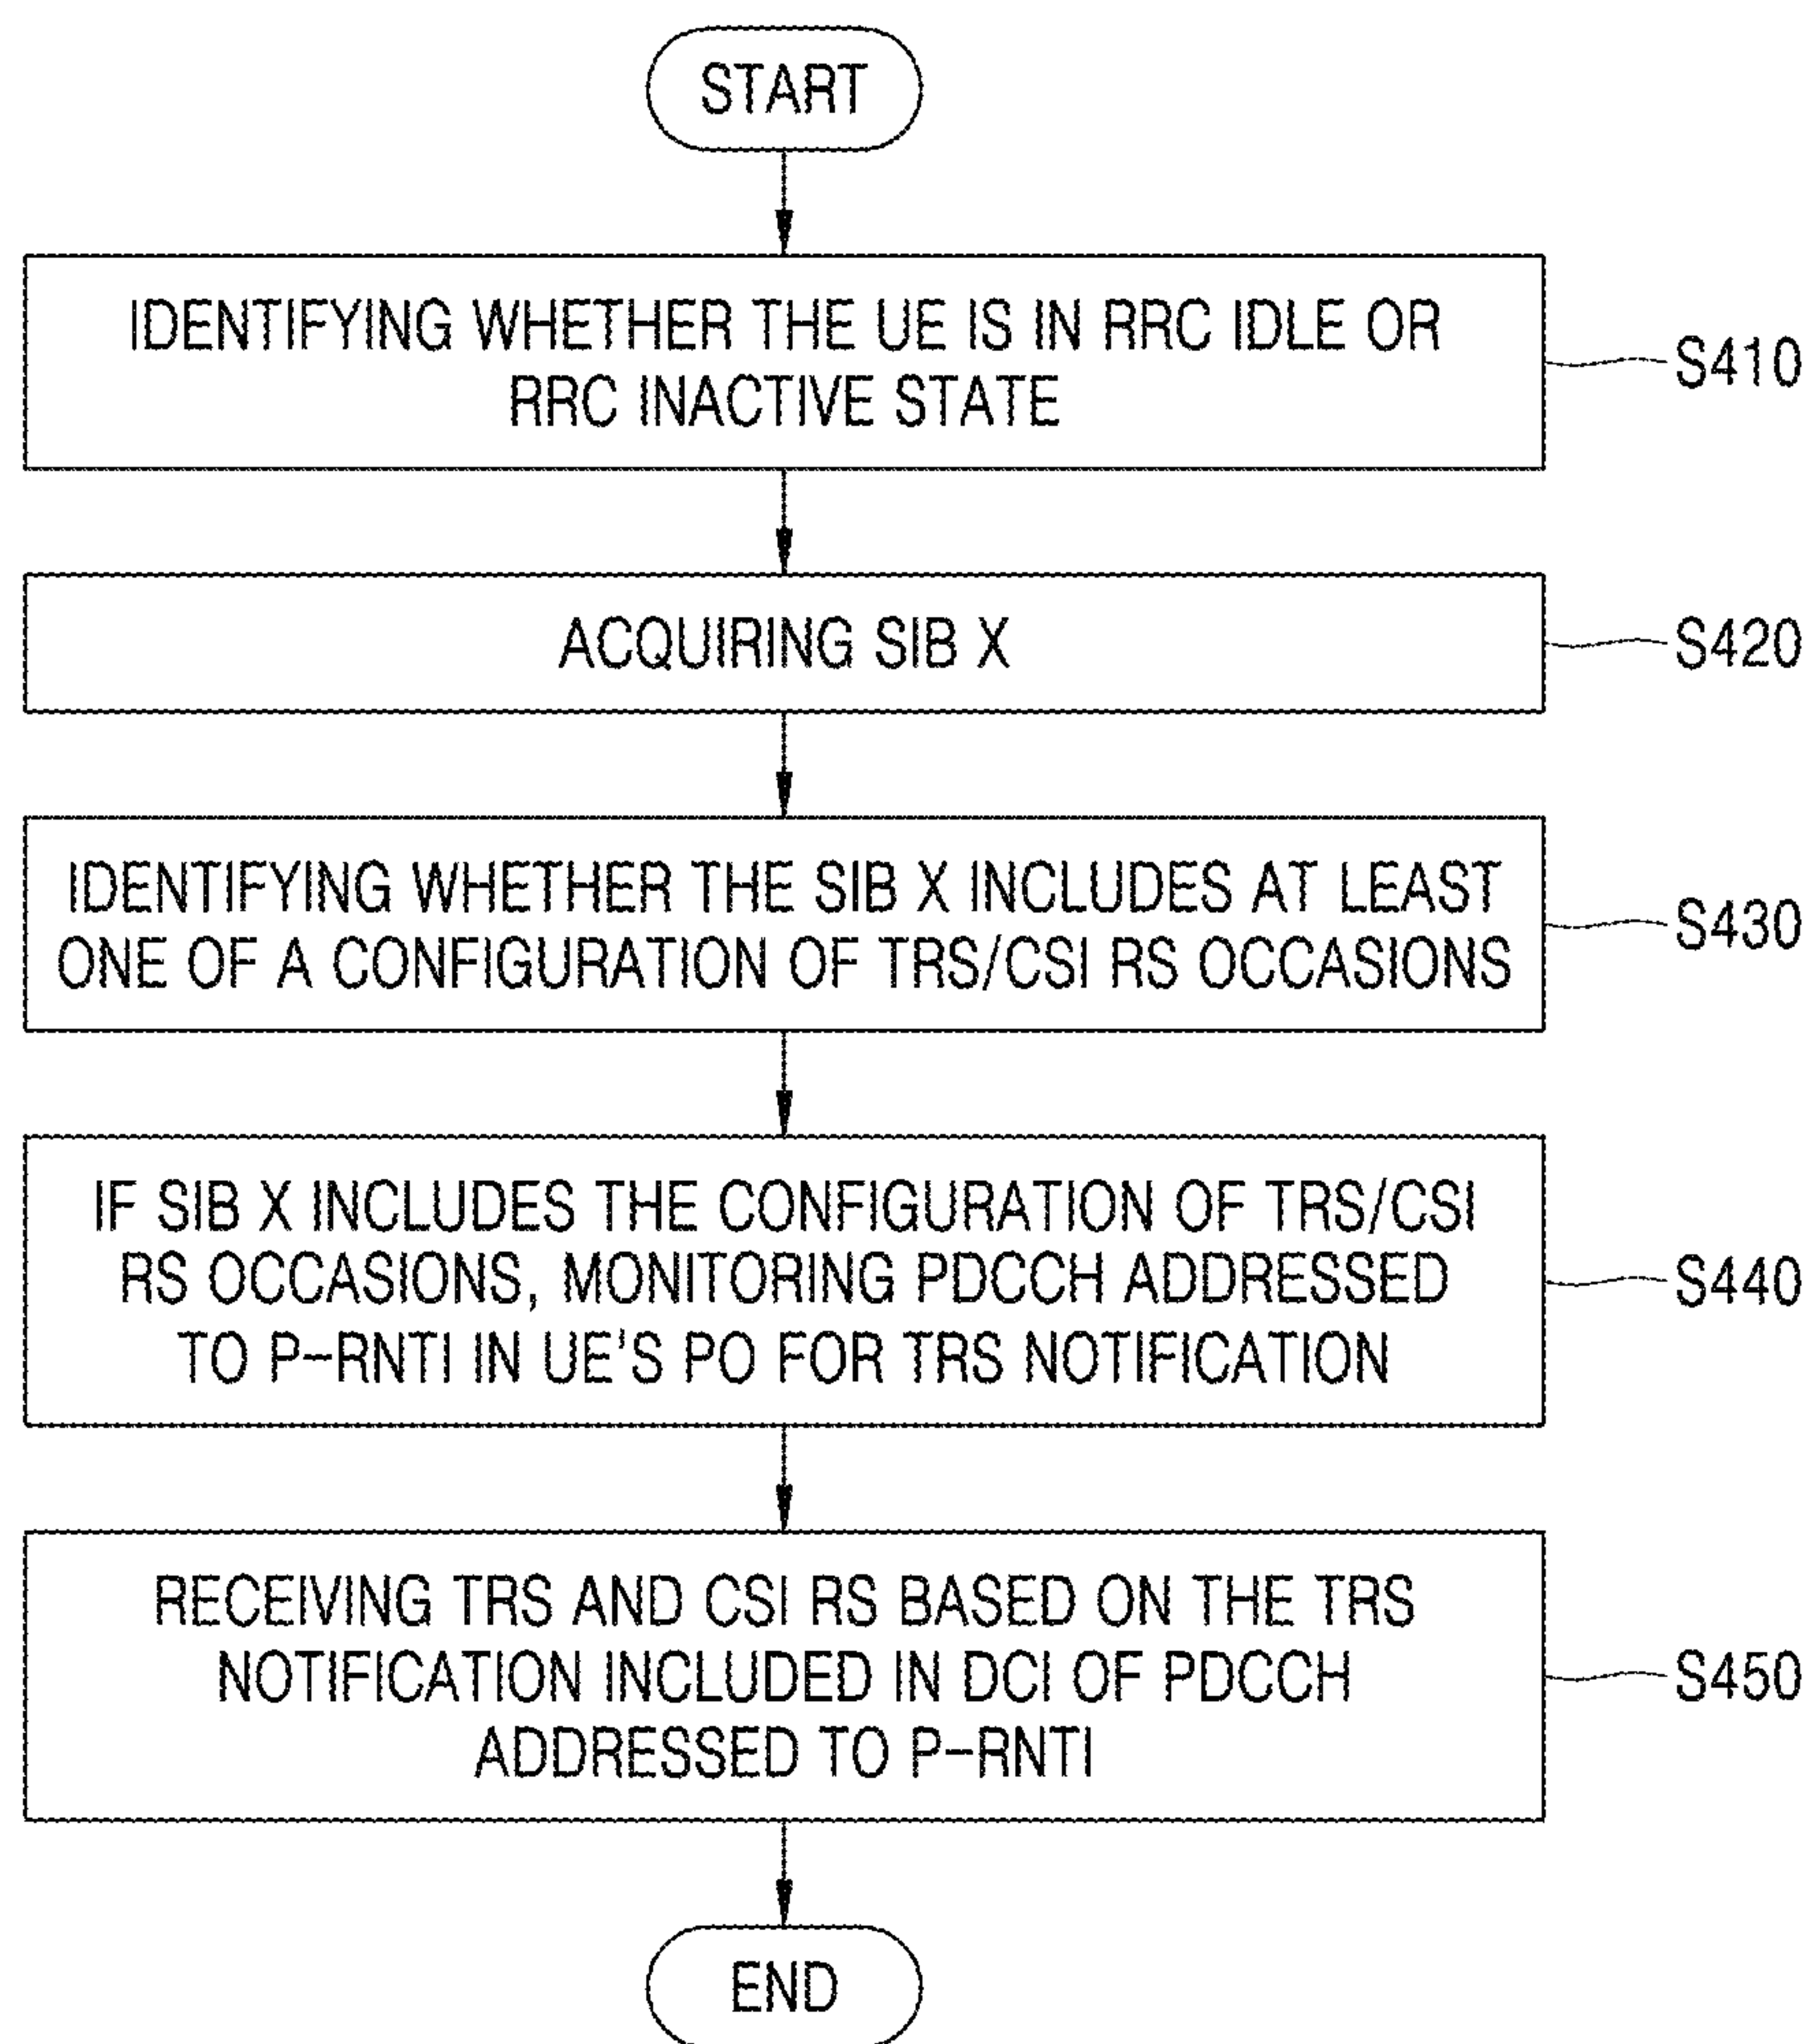 START
IDENTIFYING WHETHER THE UE IS IN RRC IDLE OR
RRC INACTIVE STATE
S410
ACQUIRING SIB X
S420
IDENTIFYING WHETHER THE SIB X INCLUDES AT LEAST
ONE OF A CONFIGURATION OF TRS/CSI RS OCCASIONS
S430
IF SIB X INCLUDES THE CONFIGURATION OF TRS/CSI
RS OCCASIONS, MONITORING PDCCH ADDRESSED
TO P-RNTI IN UE'S PO FOR TRS NOTIFICATION
S440
RECEIVING TRS AND CSI RS BASED ON THE TRS
NOTIFICATION INCLUDED IN DCI OF PDCCH
ADDRESSED TO P-RNTI
S450
END